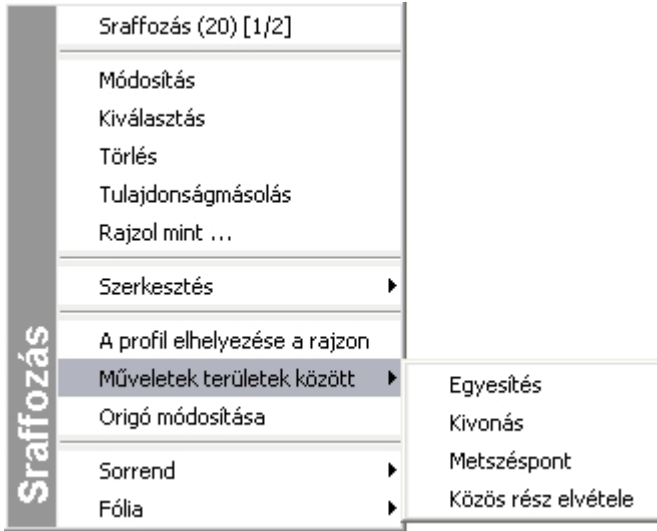 Sraffozás (20) [1/2]
Módosítás
Kiválasztás
Törlés
Tulajdonságmásolás
Rajzol mint ...
Szerkesztés
A profil elhelyezése a rajzon
Műveletek területek között
Origó módosítása
Sorrend
Fólia
Sraffozás
Egyesítés
Kivonás
Metszéspont
Közös rész elvétele